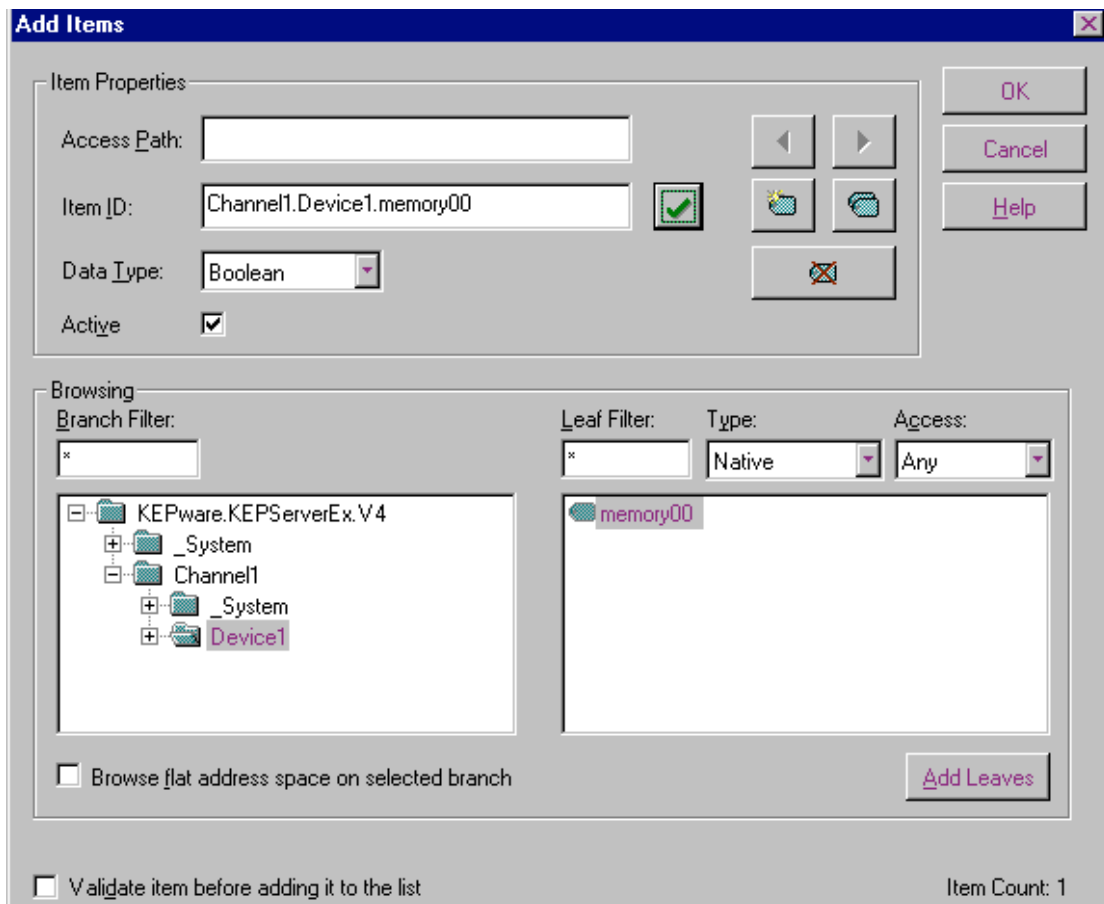 Add Items
Item Properties
OK
Access Path:
Cancel
Item ID: Channel1.Device1.memory00
Help
Data Type: Boolean
Active
Browsing
Branch Filter: Leaf Filter: Type: Access:
* * Native Any
KEPware.KEPServerEx.V4 memory00
_System
Channel1
_System
Device1
Browse flat address space on selected branch Add Leaves
Validate item before adding it to the list Item Count: 1